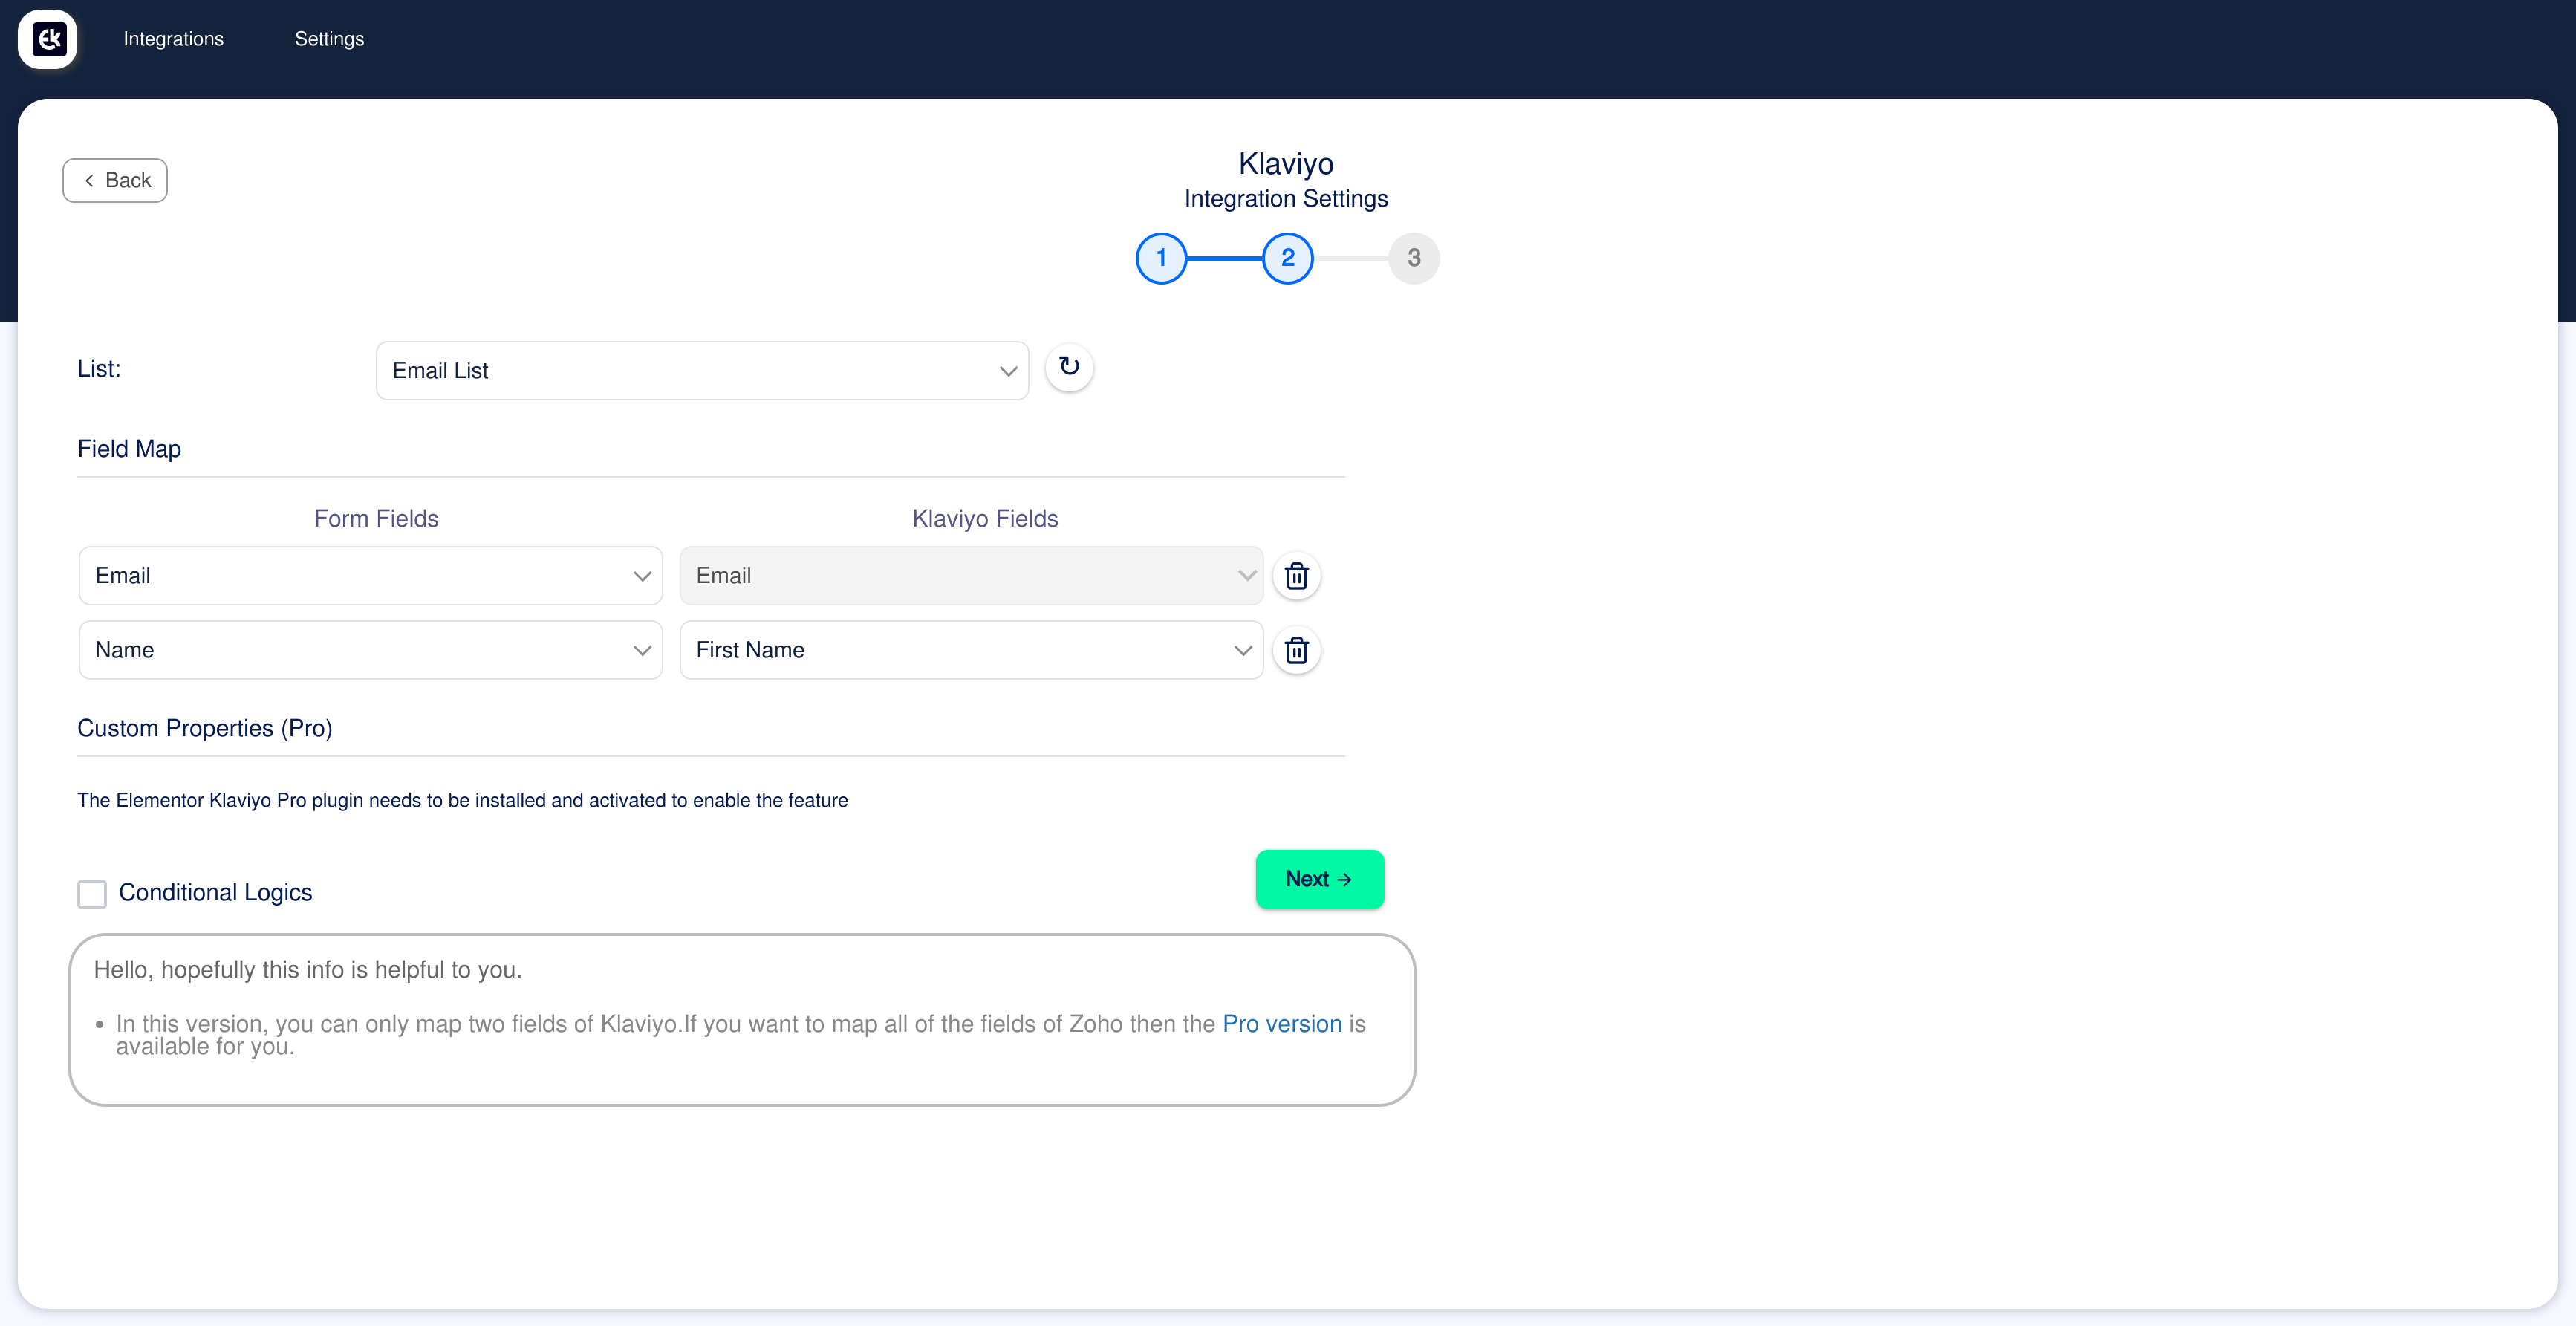 Ek
Integrations
Settings
Back
Klaviyo
Integration Settings
1
2
3
List:
Email List
Field Map
Form Fields
Klaviyo Fields
Email
Email
Name
First Name
Custom Properties (Pro)
The Elementor Klaviyo Pro plugin needs to be installed and activated to enable the feature
Conditional Logics
Next
Hello, hopefully this info is helpful to you.
In this version, you can only map two fields of Klaviyo.If you want to map all of the fields of Zoho then the Pro version is
available for you.